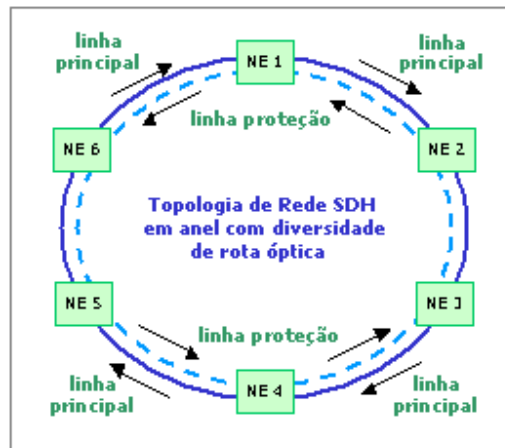 linha
principal
linha
principal
NE 1
linha proteção
NE 6
NE 2
Topologia de Rede SDH
em anel com diversidade
de rota óptica
NE 5
NE 3
linha proteção
linha
principal
NE 4
linha
principal